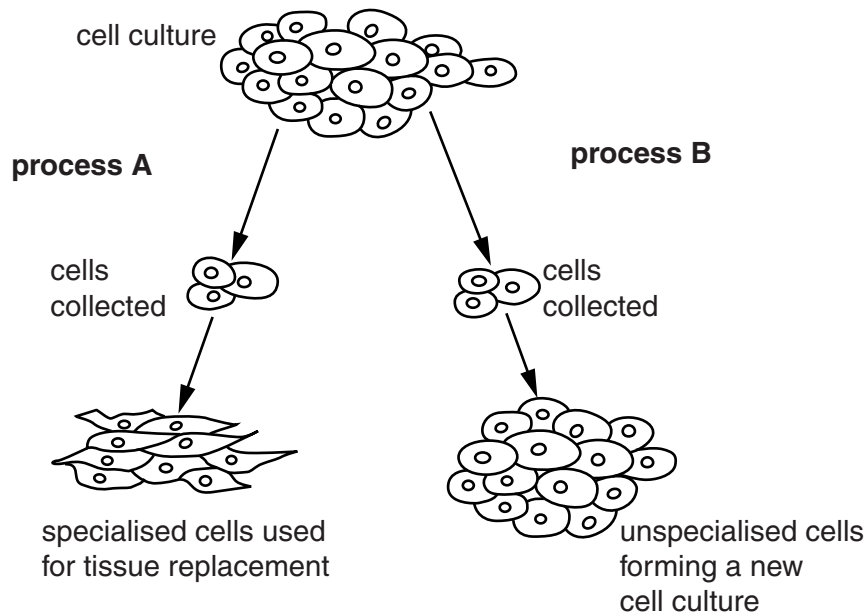 cell culture
process A
process B
cells
collected
cells
collected
specialised cells used
for tissue replacement
unspecialised cells
forming a new
cell culture